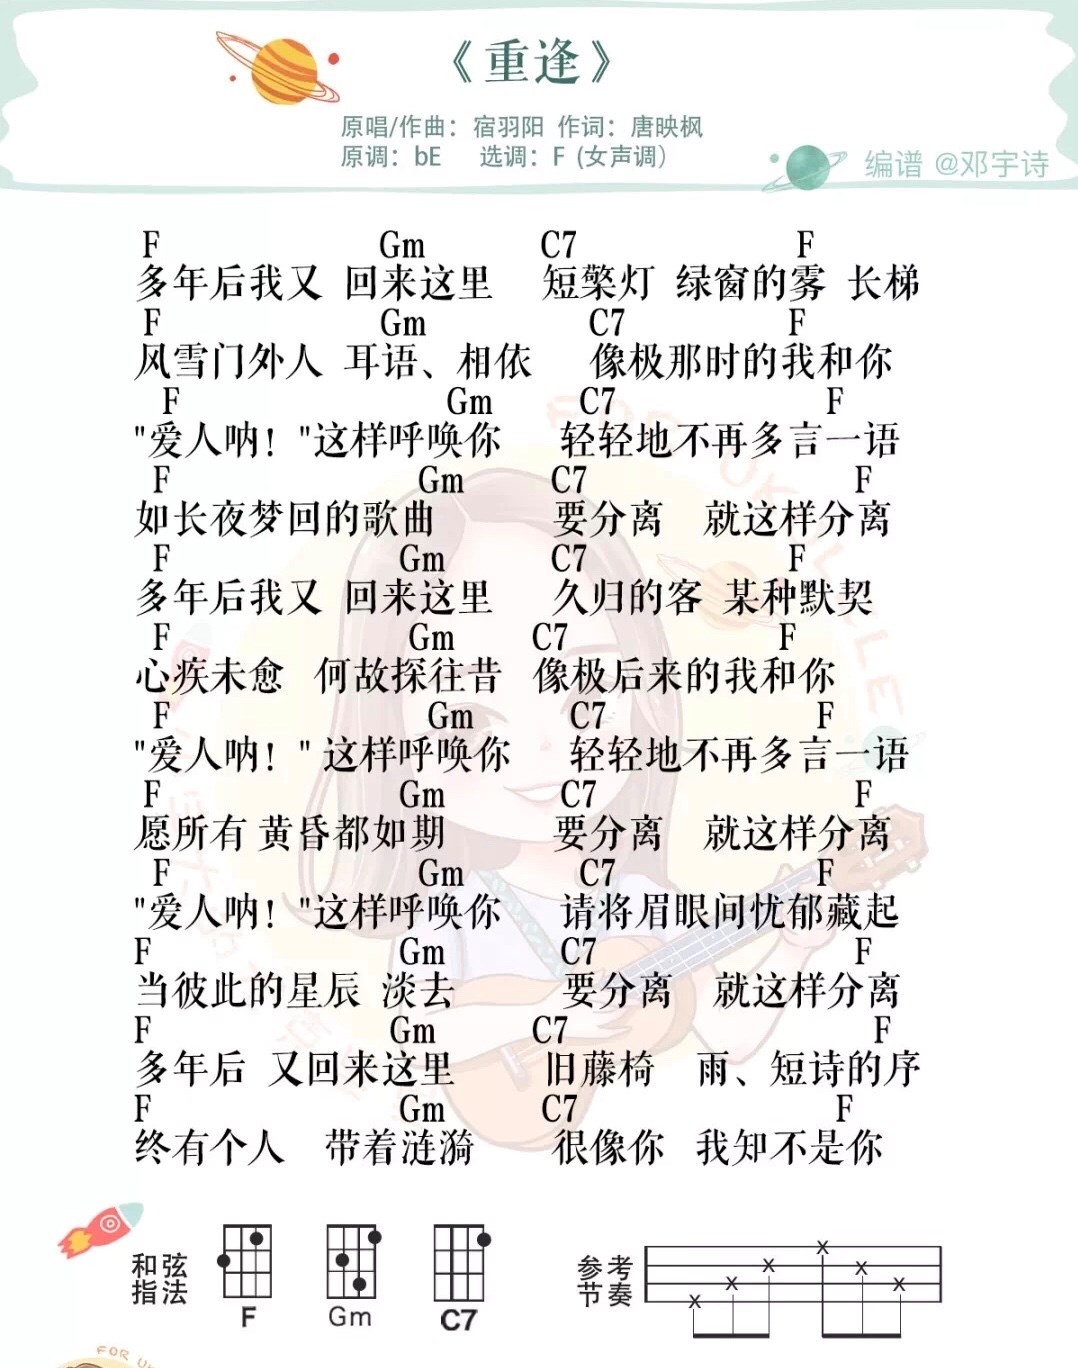 《重逢》
原唱/作曲：宿羽阳 作词：唐映枫
原调：bE 选调：F (女声调)
编谱 @邓宇诗
F Gm C7 F
多年后我又 回来这里 短檠灯 绿窗的雾 长梯
F Gm C7 F
风雪门外人 耳语、相依 像极那时的我和你
F Gm C7 F
"爱人呐！"这样呼唤你 轻轻地不再多言一语
F Gm C7 F
如长夜梦回的歌曲 要分离 就这样分离
F Gm C7 F
多年后我又 回来这里 久归的客 某种默契
F Gm C7 F
心疾未愈 何故探往昔 像极后来的我和你
F Gm C7 F
"爱人呐！" 这样呼唤你 轻轻地不再多言一语
F Gm C7 F
愿所有 黄昏都如期 要分离 就这样分离
F Gm C7 F
"爱人呐！"这样呼唤你 请将眉眼间忧郁藏起
F Gm C7 F
当彼此的星辰 淡去 要分离 就这样分离
F Gm C7 F
多年后 又回来这里 旧藤椅 雨、短诗的序
F Gm C7 F
终有个人 带着涟漪 很像你 我知不是你
和弦
指法
F Gm C7
参考
节奏
FOR UK